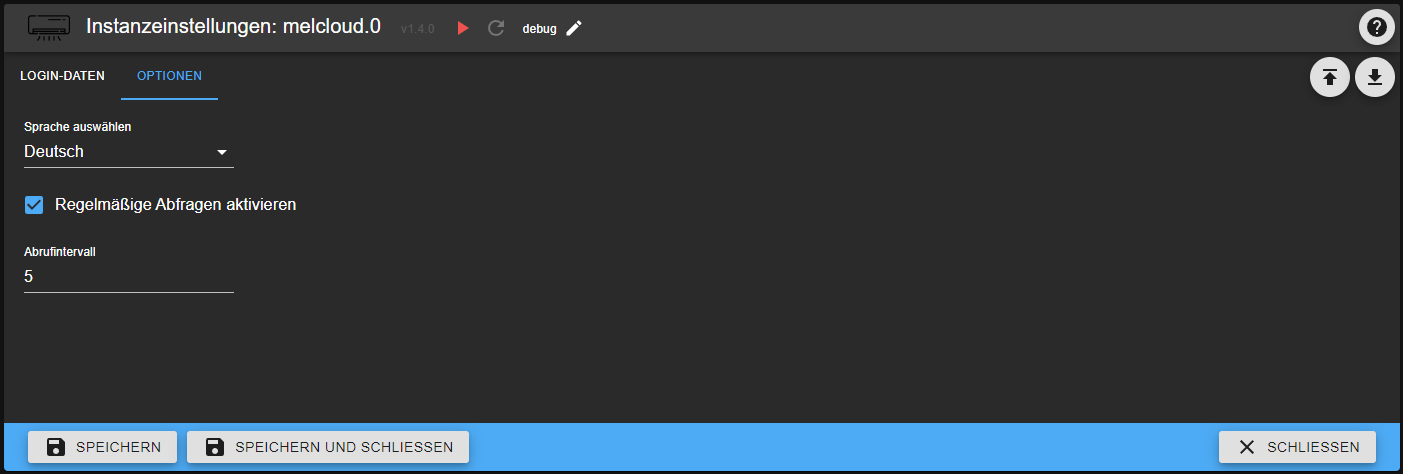 Instanzeinstellungen: melcloud.0 v1.4.0 debug
LOGIN-DATEN OPTIONEN
Sprache auswählen
Deutsch
Regelmäßige Abfragen aktivieren
Abrufintervall
5
SPEICHERN SPEICHERN UND SCHLIESSEN SCHLIESSEN